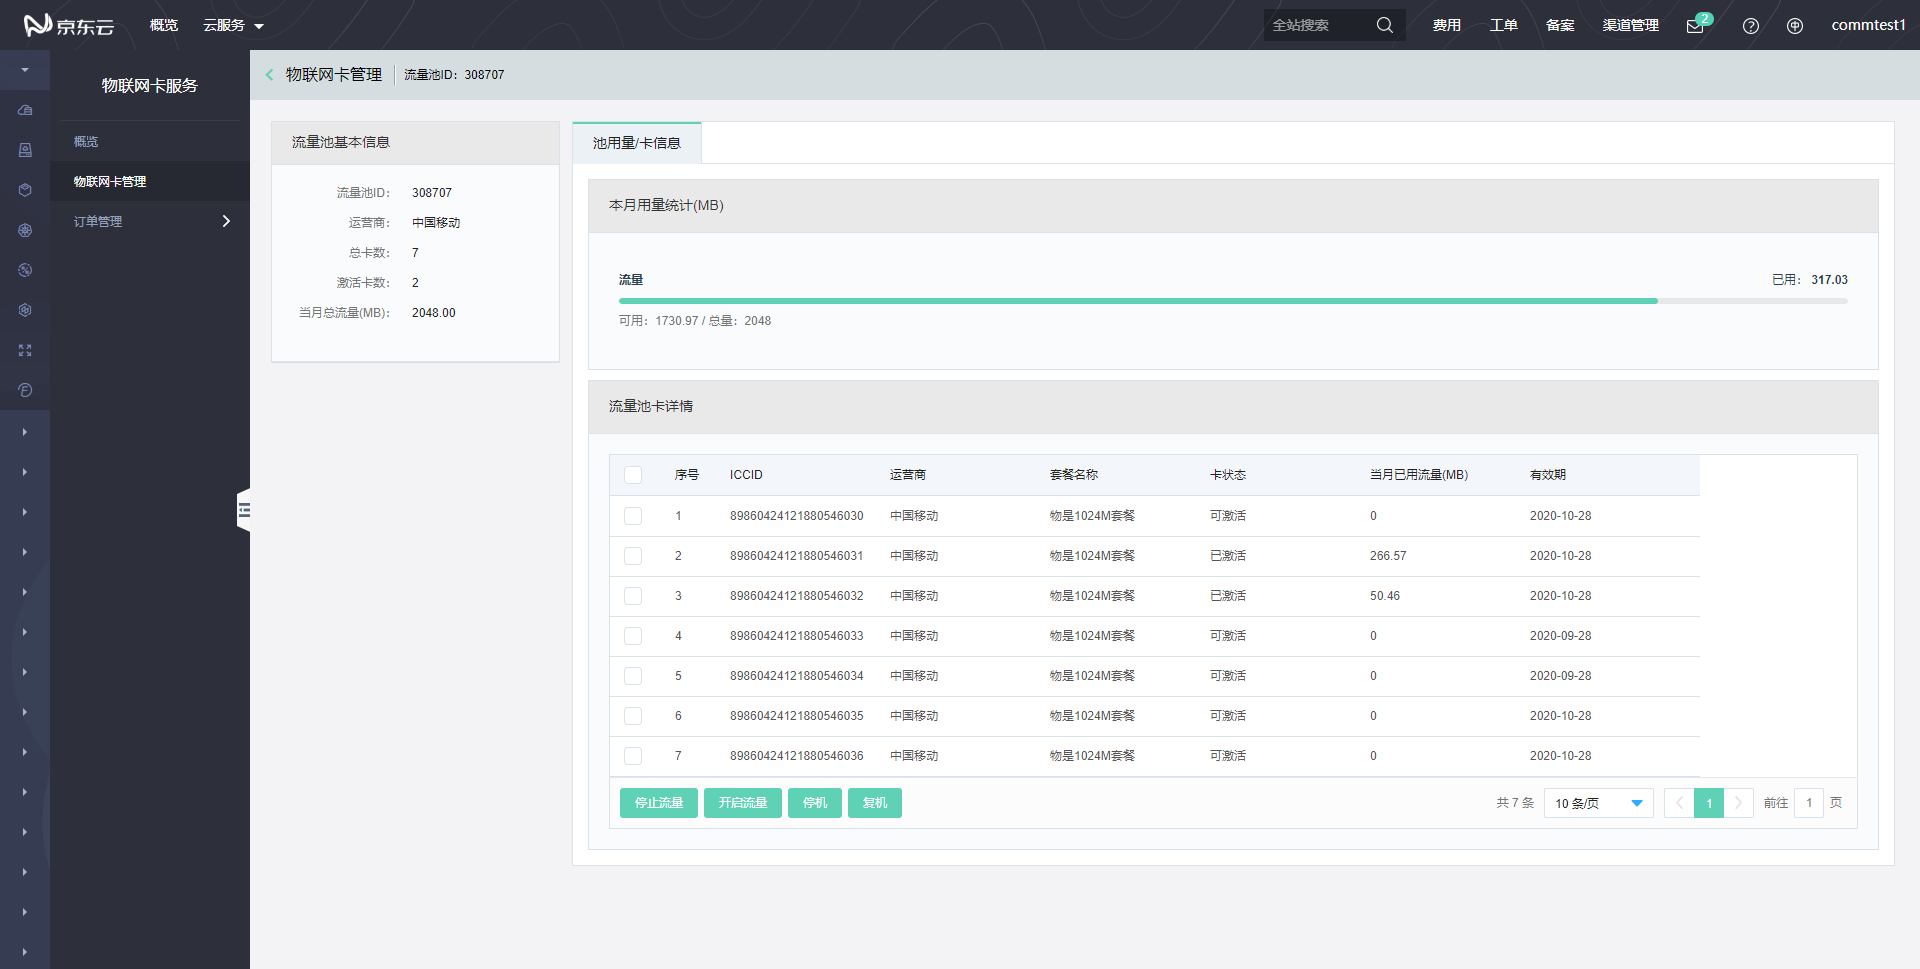 京东云 概览 云服务 全站搜索 费用 工单 备案 渠道管理 2 commtest1
物联网卡服务
概览
物联网卡管理
订单管理
物联网卡管理 流量池ID：308707
流量池基本信息
流量池ID： 308707
运营商： 中国移动
总卡数： 7
激活卡数： 2
当月总流量(MB)： 2048.00
池用量/卡信息
本月用量统计(MB)
流量 已用： 317.03
可用：1730.97 / 总量：2048
流量池卡详情
序号 ICCID 运营商 套餐名称 卡状态 当月已用流量(MB) 有效期
1 89860424121880546030 中国移动 物是1024M套餐 可激活 0 2020-10-28
2 89860424121880546031 中国移动 物是1024M套餐 已激活 266.57 2020-10-28
3 89860424121880546032 中国移动 物是1024M套餐 已激活 50.46 2020-10-28
4 89860424121880546033 中国移动 物是1024M套餐 可激活 0 2020-09-28
5 89860424121880546034 中国移动 物是1024M套餐 可激活 0 2020-09-28
6 89860424121880546035 中国移动 物是1024M套餐 可激活 0 2020-10-28
7 89860424121880546036 中国移动 物是1024M套餐 可激活 0 2020-10-28
停止流量 开启流量 停机 复机 共 7 条 10 条/页 1 前往 1 页